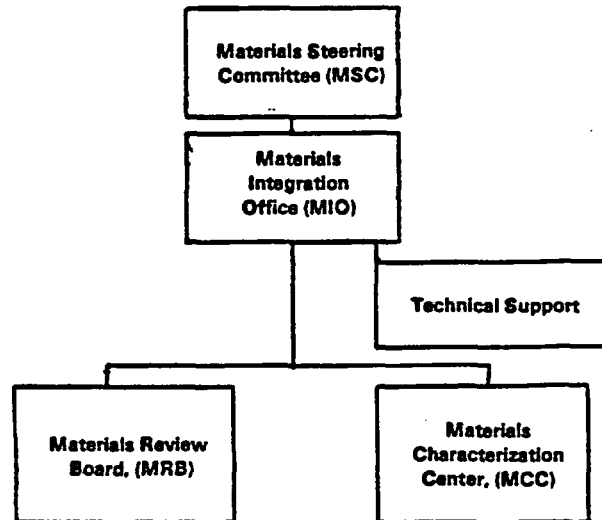 Materials Steering
Committee (MSC)
Materials
Integration
Office (MIO)
Technical Support
Materials Review
Board, (MRB)
Materials
Characterization
Center, (MCC)